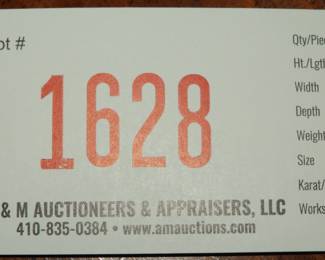 ot #
1628
& M AUCTIONEERS & APPRAISERS, LLC
410-835-0384 • www.amauctions.com
Qty/Pie
Ht./Lgt
Width
Depth
Weight
Size
Karat/
Works